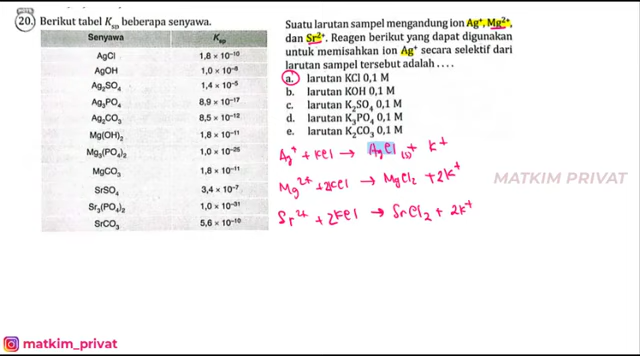 20. Berikut tabel Ksp beberapa senyawa.
Senyawa Ksp
AgCl 1,8 × 10⁻¹⁰
AgOH 1,0 × 10⁻⁸
Ag₂SO₄ 1,4 × 10⁻⁵
Ag₃PO₄ 8,9 × 10⁻¹⁷
Ag₂CO₃ 8,5 × 10⁻¹²
Mg(OH)₂ 1,8 × 10⁻¹¹
Mg₃(PO₄)₂ 1,0 × 10⁻²⁵
MgCO₃ 1,8 × 10⁻¹¹
SrSO₄ 3,4 × 10⁻⁷
Sr₃(PO₄)₂ 1,0 × 10⁻³¹
SrCO₃ 5,6 × 10⁻¹⁰
Suatu larutan sampel mengandung ion Ag⁺, Mg²⁺,
dan Sr²⁺. Reagen berikut yang dapat digunakan
untuk memisahkan ion Ag⁺ secara selektif dari
larutan sampel tersebut adalah . . . .
a. larutan KCl 0,1 M
b. larutan KOH 0,1 M
c. larutan K₂SO₄ 0,1 M
d. larutan K₃PO₄ 0,1 M
e. larutan K₂CO₃ 0,1 M
Ag⁺ + KCl → AgCl (s) + K⁺
Mg²⁺ + 2KCl → MgCl₂ + 2K⁺
Sr²⁺ + 2KCl → SrCl₂ + 2K⁺
MATKIM PRIVAT
matkim_privat